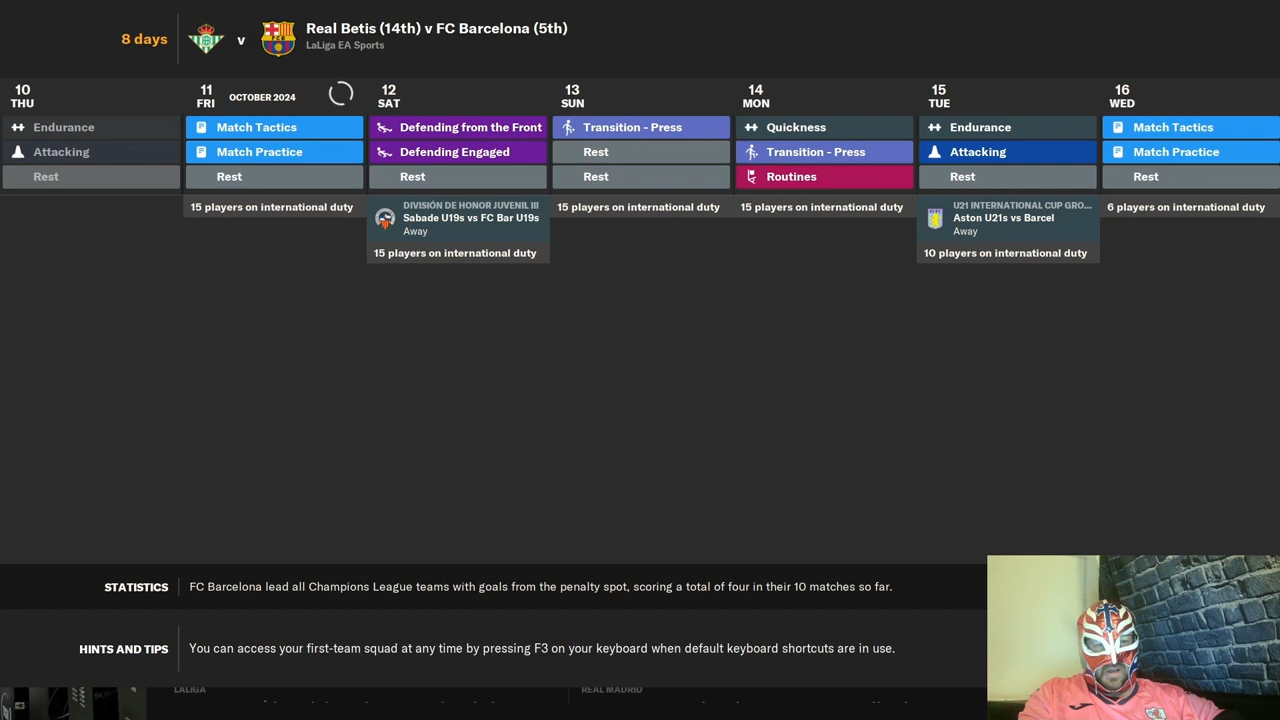 8 days
v
Real Betis (14th) v FC Barcelona (5th)
LaLiga EA Sports
10
THU
11
FRI
OCTOBER 2024
12
SAT
13
SUN
14
MON
15
TUE
16
WED
Endurance
Match Tactics
Defending from the Front
Transition - Press
Quickness
Endurance
Match Tactics
Attacking
Match Practice
Defending Engaged
Rest
Transition - Press
Attacking
Match Practice
Rest
Rest
Rest
Rest
Routines
Rest
Rest
15 players on international duty
DIVISIÓN DE HONOR JUVENIL III
Sabade U19s vs FC Bar U19s
Away
15 players on international duty
15 players on international duty
15 players on international duty
U21 INTERNATIONAL CUP GRO...
Aston U21s vs Barcel
Away
10 players on international duty
6 players on international duty
STATISTICS
FC Barcelona lead all Champions League teams with goals from the penalty spot, scoring a total of four in their 10 matches so far.
HINTS AND TIPS
You can access your first-team squad at any time by pressing F3 on your keyboard when default keyboard shortcuts are in use.
LALIGA
REAL MADRID